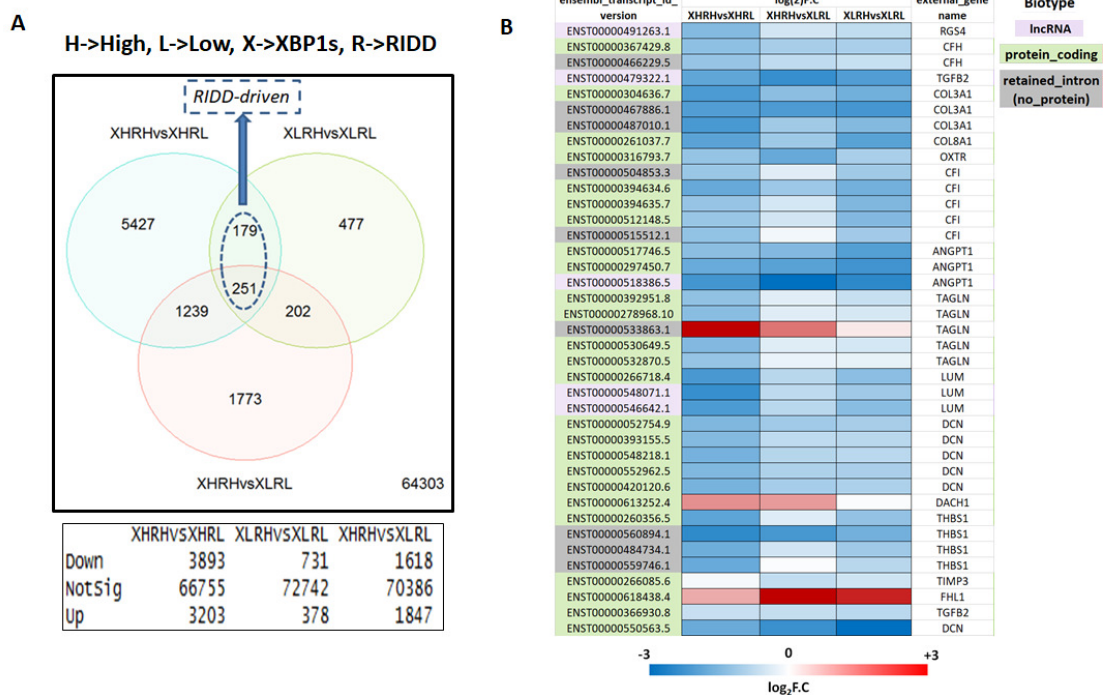 A
H->High, L->Low, X->XBP1s, R->RIDD
RIDD-driven
XHRHvsXHRL XLRHvsXLRL
5427 179 477
251
1239 202
1773
XHRHvsXLRL 64303
XHRHvsXHRL XLRHvsXLRL XHRHvsXLRL
Down 3893 731 1618
NotSig 66755 72742 70386
Up 3203 378 1847
B
ensembl_transcript_id_ log(2)F.C external_gene
version XHRHvsXHRL XHRHvsXLRL XLRHvsXLRL name
ENST00000491263.1 RGS4
ENST00000367429.8 CFH
ENST00000466229.5 CFH
ENST00000479322.1 TGFB2
ENST00000304636.7 COL3A1
ENST00000467886.1 COL3A1
ENST00000487010.1 COL3A1
ENST00000261037.7 COL8A1
ENST00000316793.7 OXTR
ENST00000504853.3 CFI
ENST00000394634.6 CFI
ENST00000394635.7 CFI
ENST00000512148.5 CFI
ENST00000515512.1 CFI
ENST00000517746.5 ANGPT1
ENST00000297450.7 ANGPT1
ENST00000518386.5 ANGPT1
ENST00000392951.8 TAGLN
ENST00000278968.10 TAGLN
ENST00000533863.1 TAGLN
ENST00000530649.5 TAGLN
ENST00000532870.5 TAGLN
ENST00000266718.4 LUM
ENST00000548071.1 LUM
ENST00000546642.1 LUM
ENST00000052754.9 DCN
ENST00000393155.5 DCN
ENST00000548218.1 DCN
ENST00000552962.5 DCN
ENST00000420120.6 DCN
ENST00000613252.4 DACH1
ENST00000260356.5 THBS1
ENST00000560894.1 THBS1
ENST00000484734.1 THBS1
ENST00000559746.1 THBS1
ENST00000266085.6 TIMP3
ENST00000618438.4 FHL1
ENST00000366930.8 TGFB2
ENST00000550563.5 DCN
-3 0 +3
log₂F.C
Biotype
lncRNA
protein_coding
retained_intron
(no_protein)